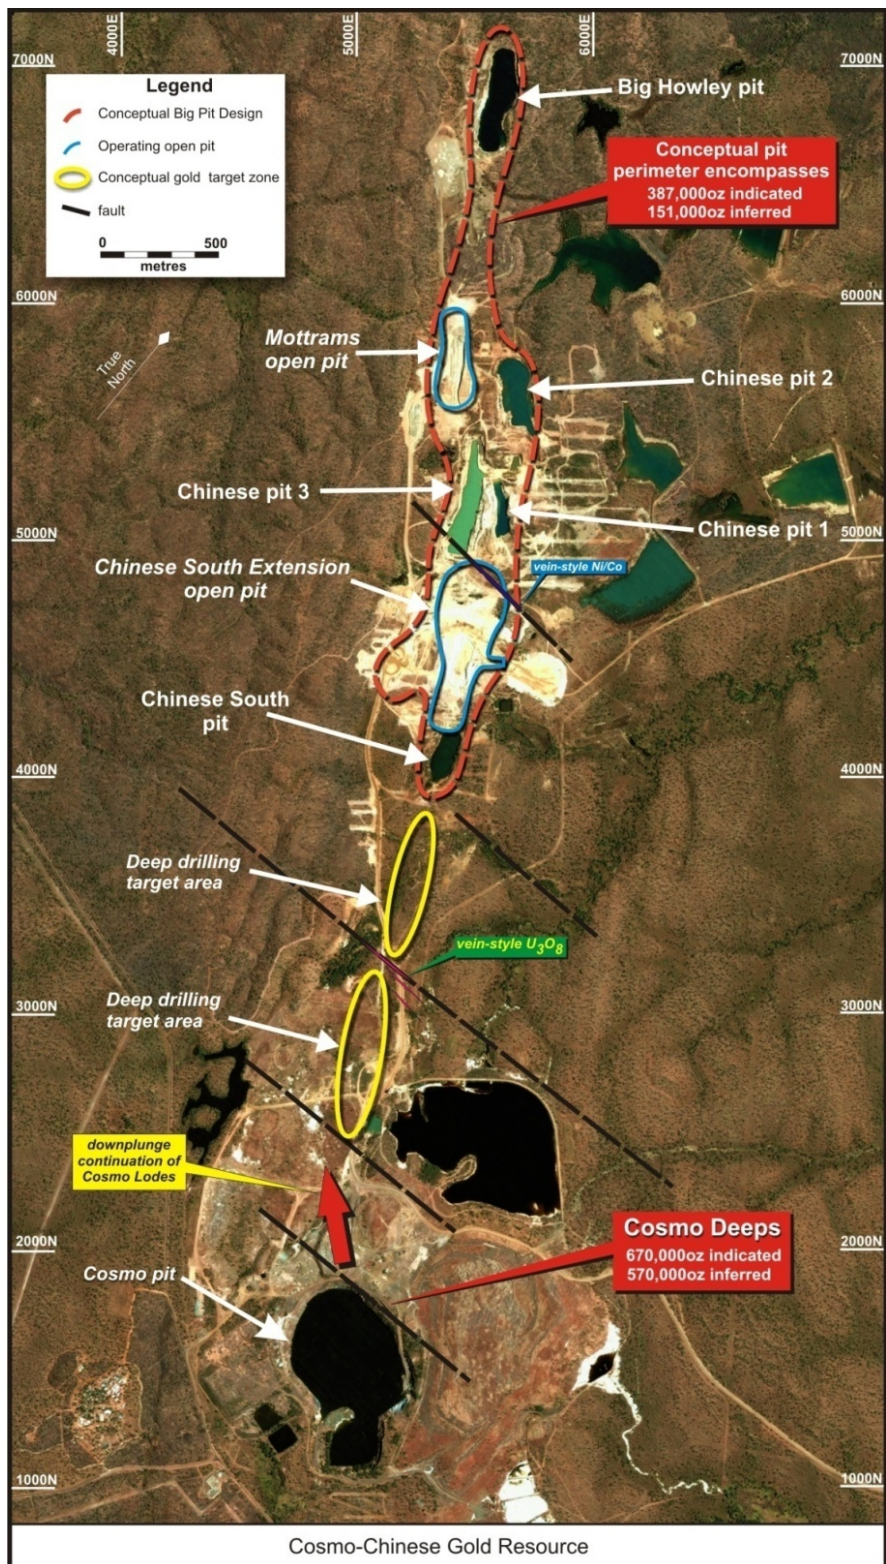 4000E
5000E
6000E
7000N
7000N
Legend
Conceptual Big Pit Design
Operating open pit
Conceptual gold target zone
fault
0 500
metres
Big Howley pit
Conceptual pit
perimeter encompasses
387,000oz indicated
151,000oz inferred
6000N
6000N
True
North
Mottrams
open pit
Chinese pit 2
Chinese pit 3
Chinese pit 1
5000N
5000N
Chinese South Extension
open pit
vein-style Ni/Co
Chinese South
pit
4000N
4000N
Deep drilling
target area
vein-style U3O8
3000N
3000N
Deep drilling
target area
downplunge
continuation of
Cosmo Lodes
Cosmo Deeps
670,000oz indicated
570,000oz inferred
2000N
2000N
Cosmo pit
1000N
1000N
Cosmo-Chinese Gold Resource